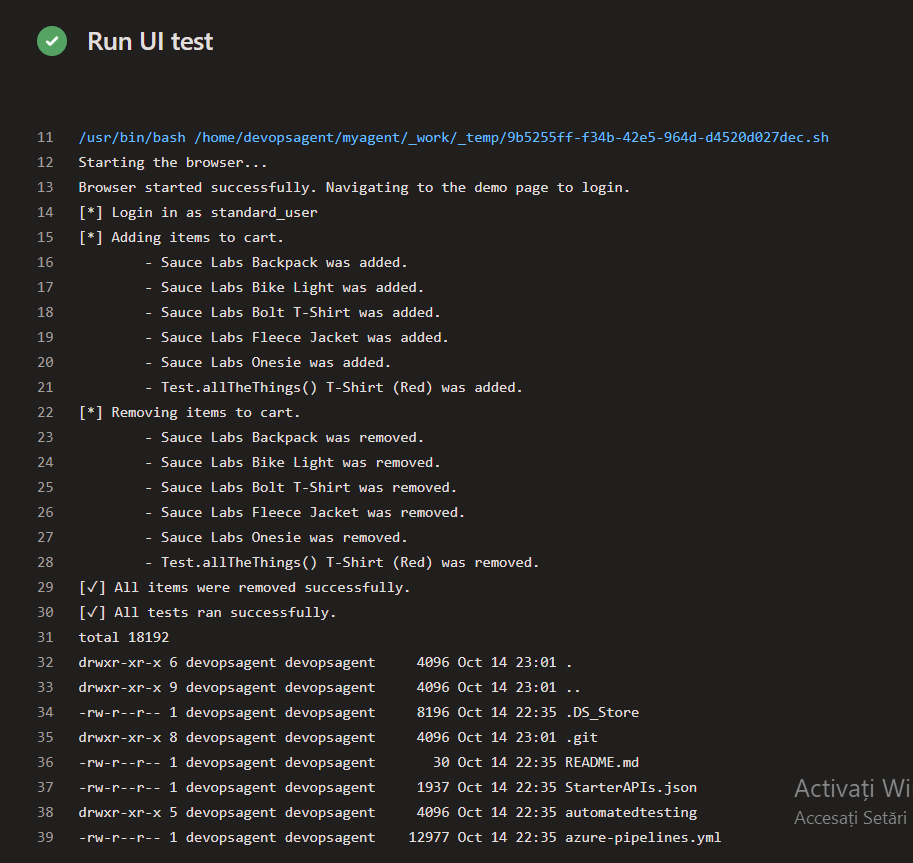 Run UI test
11 /usr/bin/bash /home/devopsagent/myagent/_work/_temp/9b5255ff-f34b-42e5-964d-d4520d027dec.sh
12 Starting the browser...
13 Browser started successfully. Navigating to the demo page to login.
14 [*] Login in as standard_user
15 [*] Adding items to cart.
16 - Sauce Labs Backpack was added.
17 - Sauce Labs Bike Light was added.
18 - Sauce Labs Bolt T-Shirt was added.
19 - Sauce Labs Fleece Jacket was added.
20 - Sauce Labs Onesie was added.
21 - Test.allTheThings() T-Shirt (Red) was added.
22 [*] Removing items to cart.
23 - Sauce Labs Backpack was removed.
24 - Sauce Labs Bike Light was removed.
25 - Sauce Labs Bolt T-Shirt was removed.
26 - Sauce Labs Fleece Jacket was removed.
27 - Sauce Labs Onesie was removed.
28 - Test.allTheThings() T-Shirt (Red) was removed.
29 [✓] All items were removed successfully.
30 [✓] All tests ran successfully.
31 total 18192
32 drwxr-xr-x 6 devopsagent devopsagent 4096 Oct 14 23:01 .
33 drwxr-xr-x 9 devopsagent devopsagent 4096 Oct 14 23:01 ..
34 -rw-r--r-- 1 devopsagent devopsagent 8196 Oct 14 22:35 .DS_Store
35 drwxr-xr-x 8 devopsagent devopsagent 4096 Oct 14 23:01 .git
36 -rw-r--r-- 1 devopsagent devopsagent 30 Oct 14 22:35 README.md
37 -rw-r--r-- 1 devopsagent devopsagent 1937 Oct 14 22:35 StarterAPIs.json
38 drwxr-xr-x 5 devopsagent devopsagent 4096 Oct 14 22:35 automatedtesting
39 -rw-r--r-- 1 devopsagent devopsagent 12977 Oct 14 22:35 azure-pipelines.yml
Activați Wi
Accesați Setări